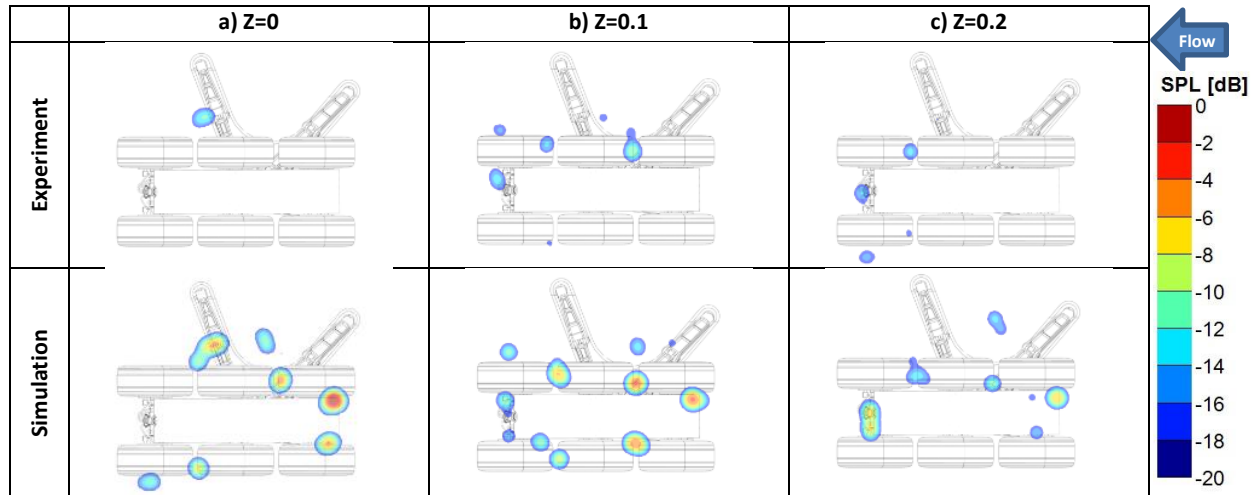 a) Z=0 b) Z=0.1 c) Z=0.2
Flow
SPL [dB]
Experiment
Simulation
0
-2
-4
-6
-8
-10
-12
-14
-16
-18
-20